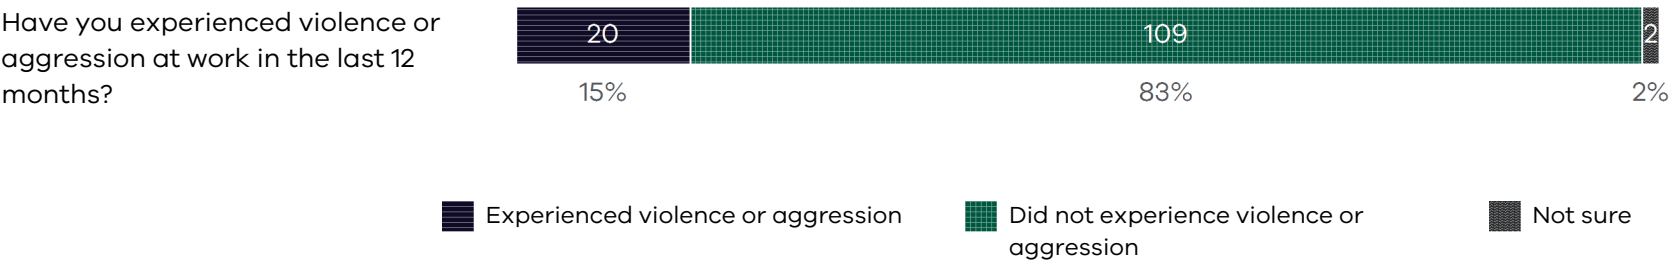 Have you experienced violence or
aggression at work in the last 12
months?
20
109
2
15%
83%
2%
Experienced violence or aggression
Did not experience violence or
aggression
Not sure